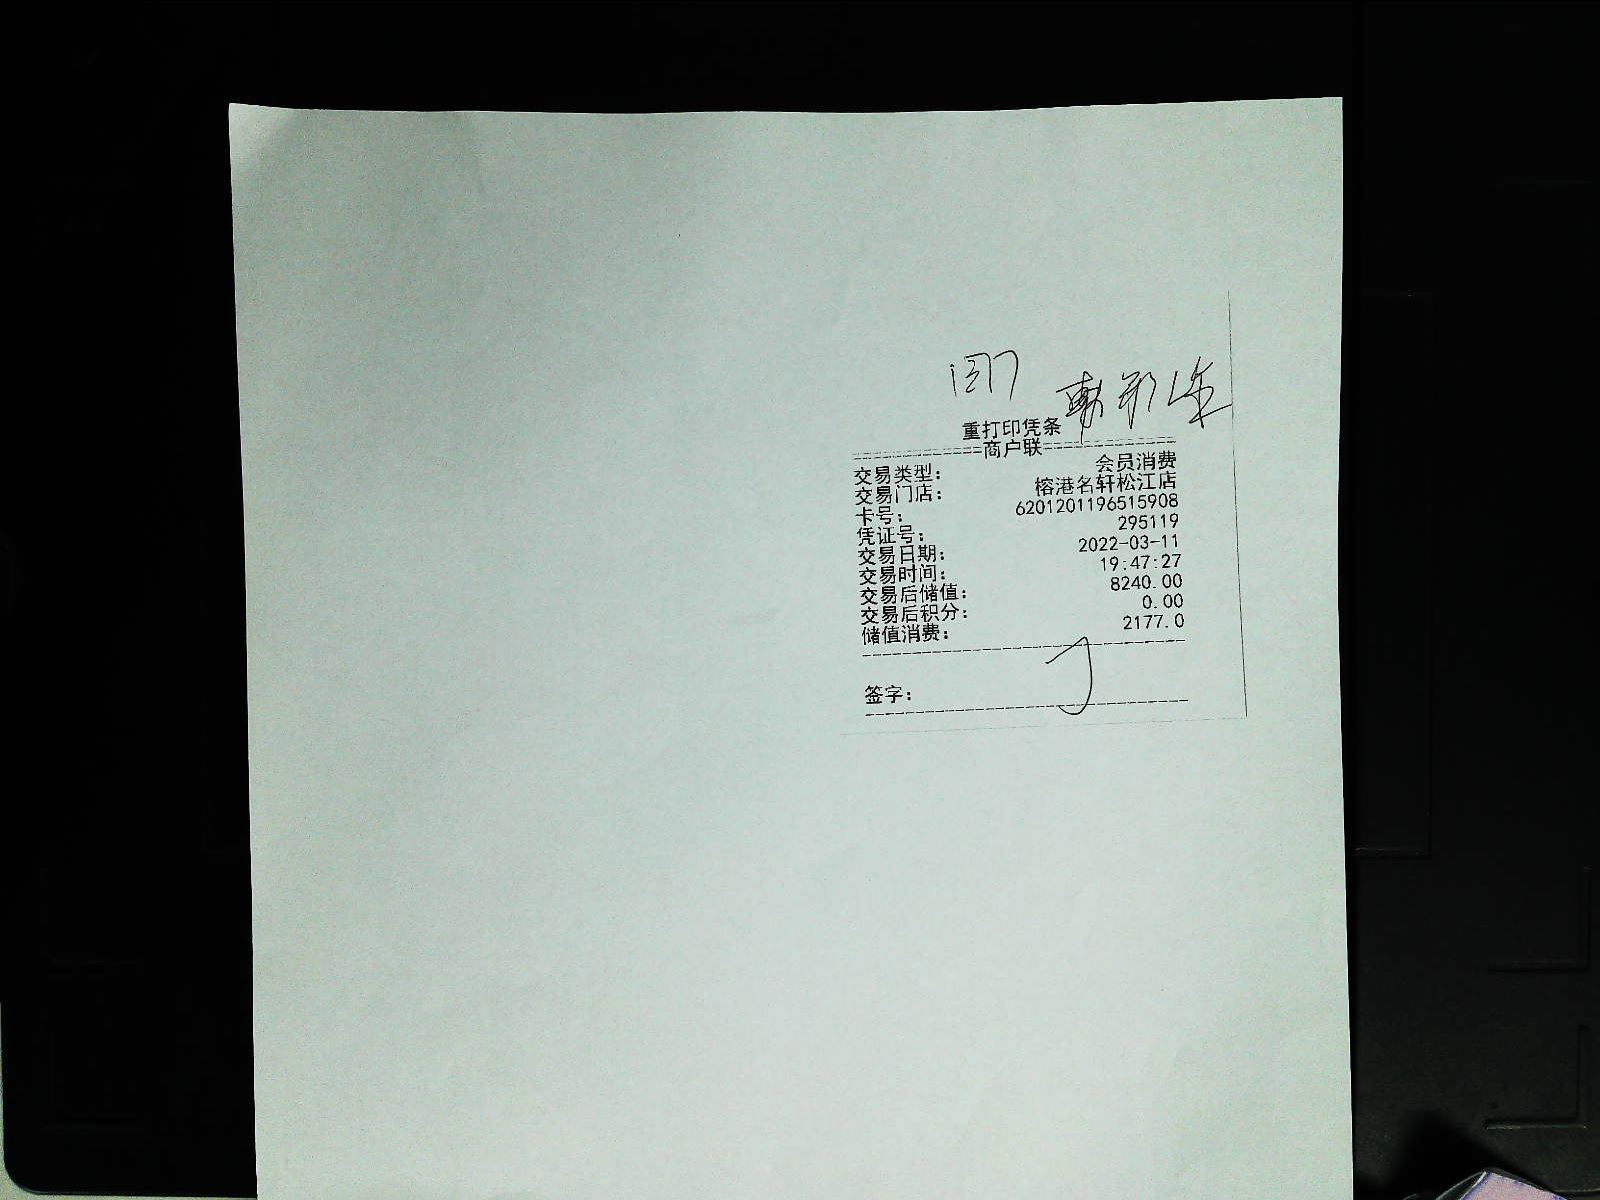 重打印凭条
==============商户联==============
交易类型： 会员消费
交易门店： 榕港名轩松江店
卡号： 6201201196515908
凭证号： 295119
交易日期： 2022-03-11
交易时间： 19:47:27
交易后储值： 8240.00
交易后积分： 0.00
储值消费： 2177.0
签字：